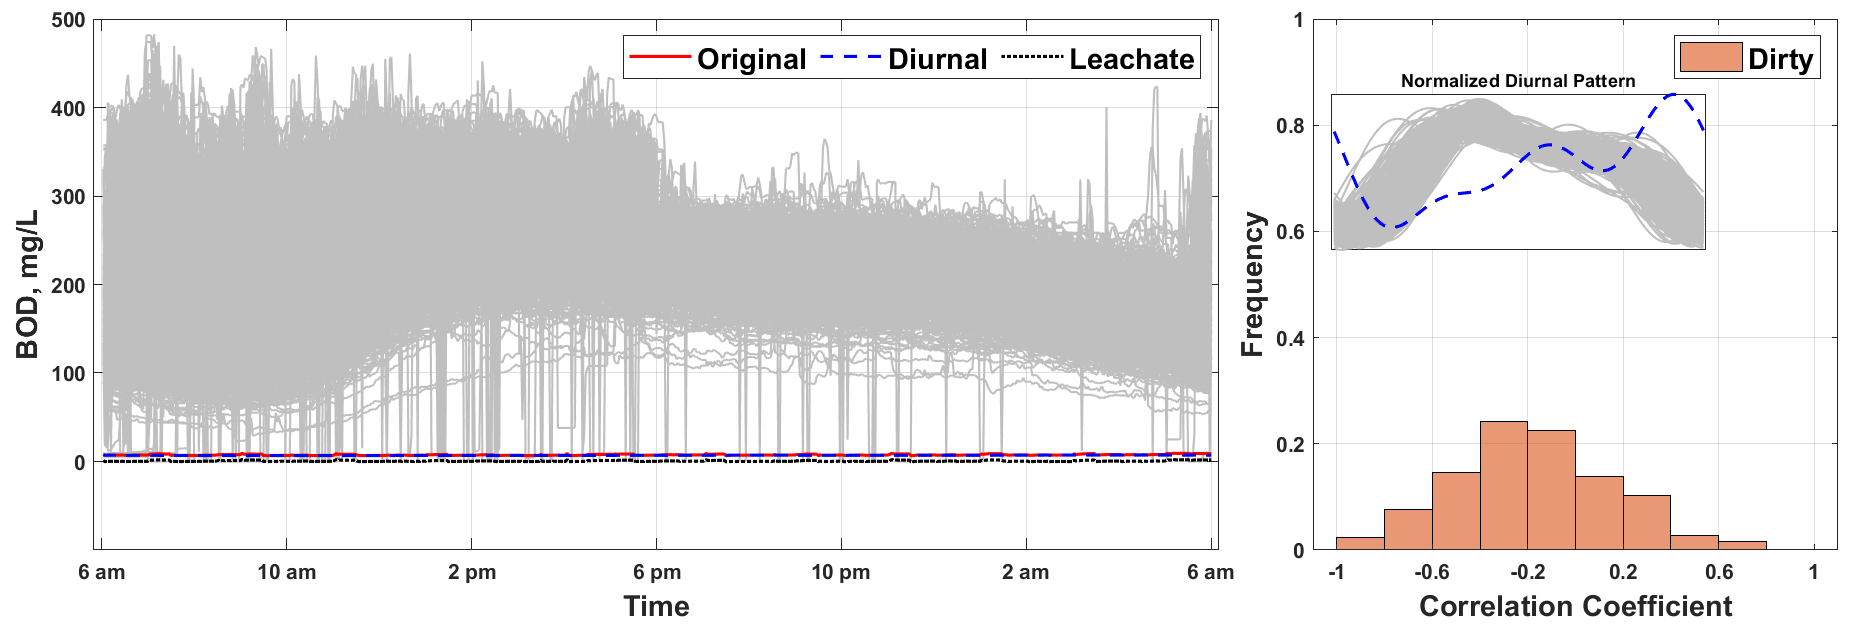 500
400
300
200
100
0
BOD, mg/L
6 am
10 am
2 pm
6 pm
10 pm
2 am
6 am
Time
Original
Diurnal
Leachate
1
0.8
0.6
0.4
0.2
0
Frequency
-1
-0.6
-0.2
0.2
0.6
1
Correlation Coefficient
Dirty
Normalized Diurnal Pattern